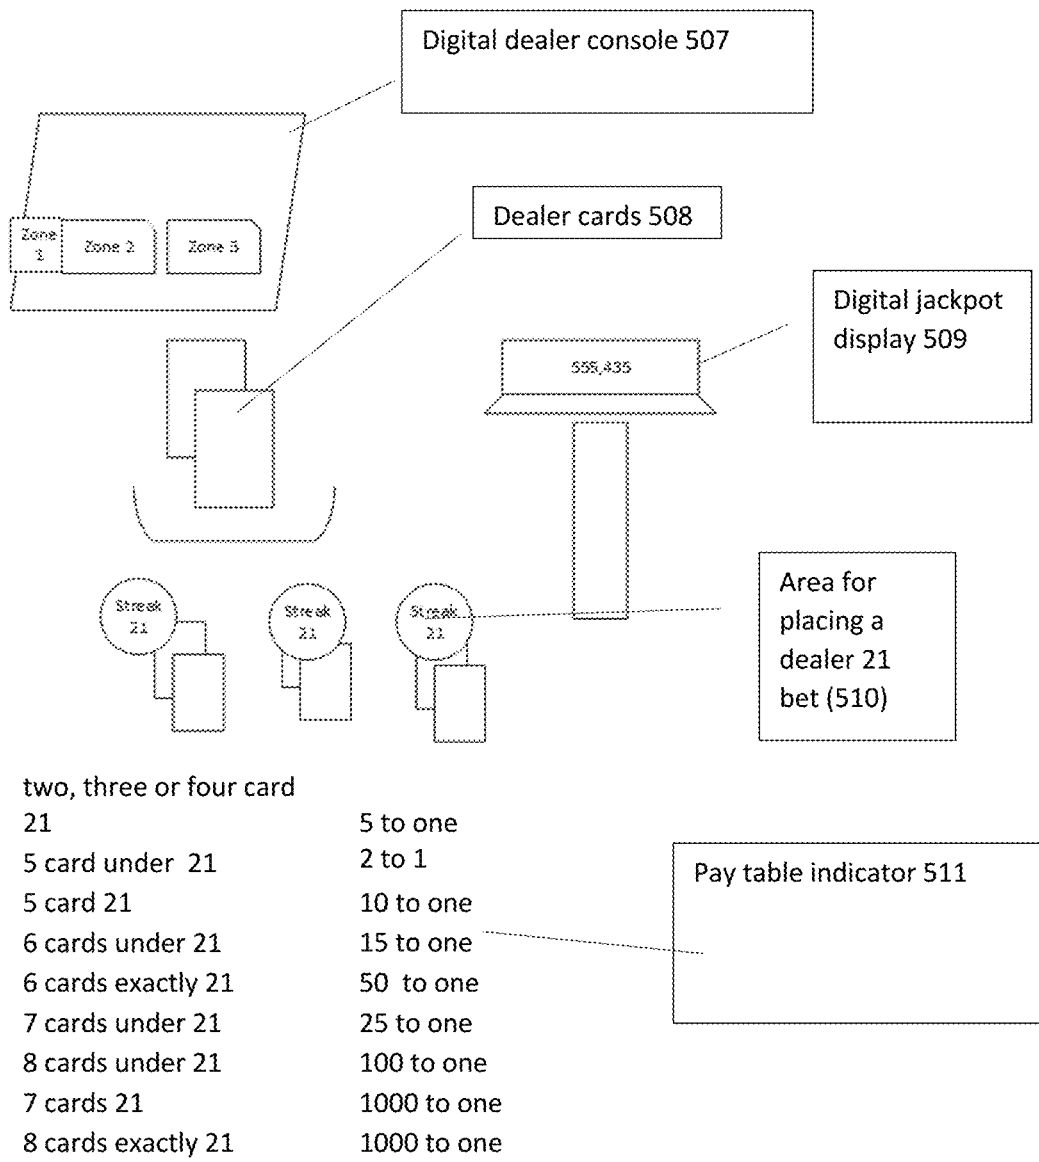 Digital dealer console 507
Dealer cards 508
Zone
1
Zone 2
Zone 3
Digital jackpot
display 509
555,435
Streak
21
Streak
21
Streak
21
Area for
placing a
dealer 21
bet (510)
two, three or four card
21 5 to one
5 card under 21 2 to 1
5 card 21 10 to one
6 cards under 21 15 to one
6 cards exactly 21 50 to one
7 cards under 21 25 to one
8 cards under 21 100 to one
7 cards 21 1000 to one
8 cards exactly 21 1000 to one
Pay table indicator 511